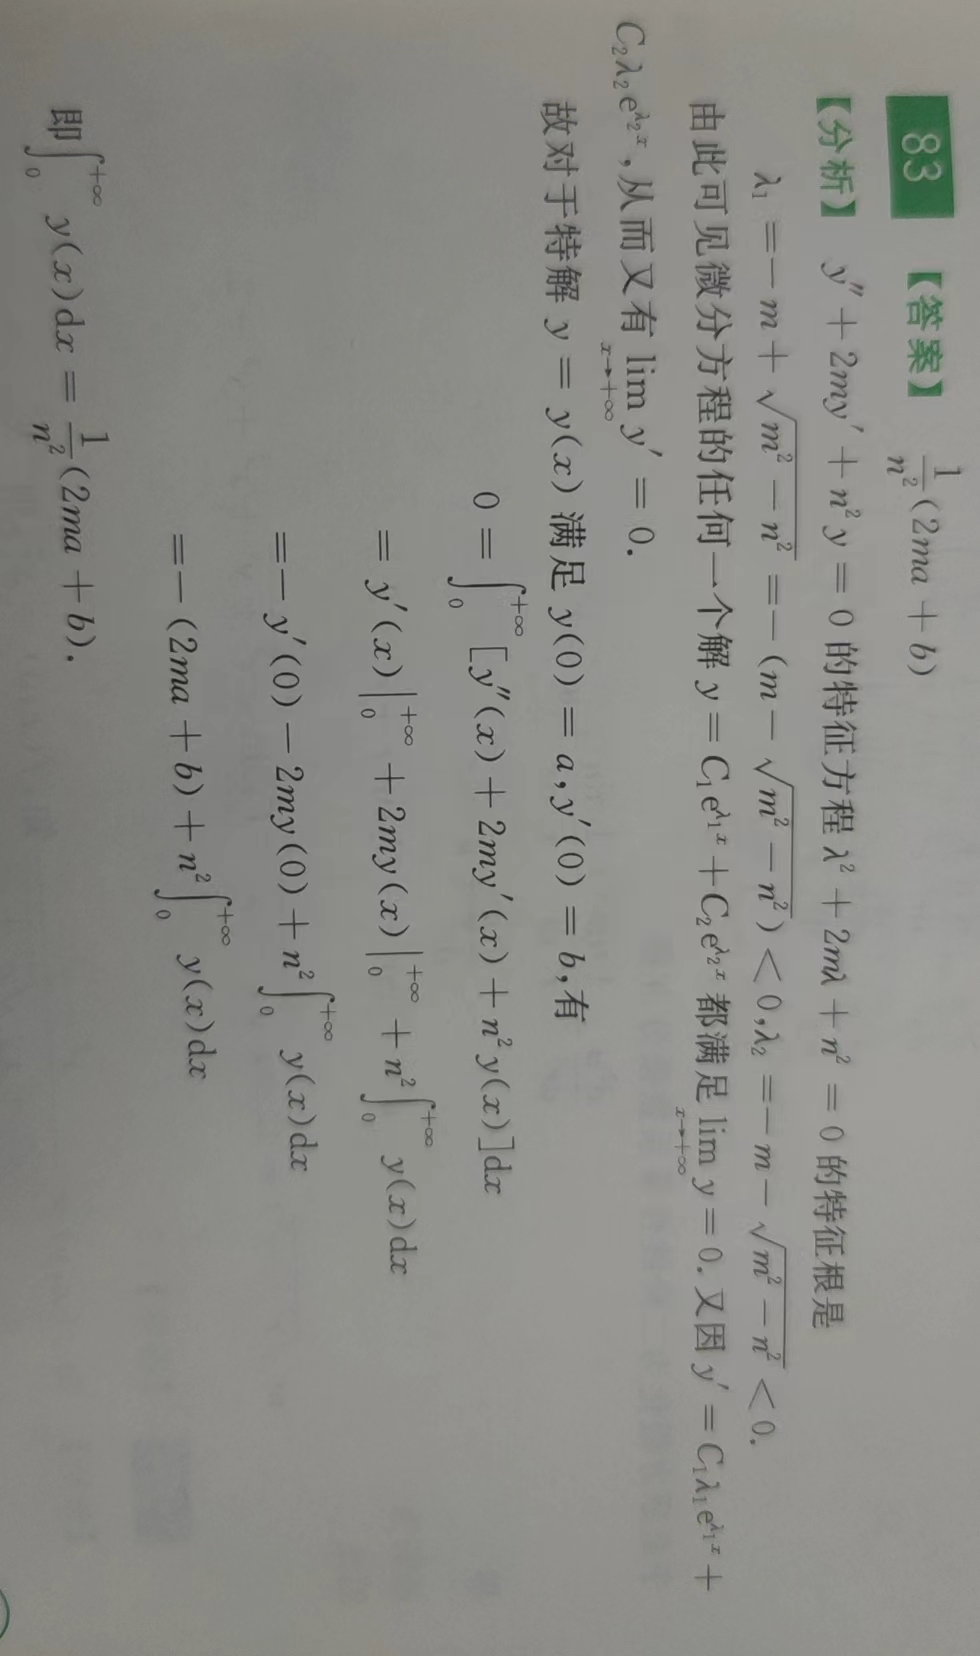 83 【答案】 $\frac{1}{n^2}(2ma+b)$
【分析】 $y''+2my'+n^2y=0$ 的特征方程 $\lambda^2+2m\lambda+n^2=0$ 的特征根是
$\lambda_1=-m+\sqrt{m^2-n^2}=-(m-\sqrt{m^2-n^2})<0,\lambda_2=-m-\sqrt{m^2-n^2}<0.$
由此可见微分方程的任何一个解 $y=C_1e^{\lambda_1x}+C_2e^{\lambda_2x}$ 都满足 $\lim_{x\to+\infty}y=0.$ 又因 $y'=C_1\lambda_1e^{\lambda_1x}+$
$C_2\lambda_2e^{\lambda_2x}$,从而又有 $\lim_{x\to+\infty}y'=0.$
故对于特解 $y=y(x)$ 满足 $y(0)=a,y'(0)=b$,有
$0=\int_0^{+\infty}[y''(x)+2my'(x)+n^2y(x)]dx$
$=y'(x)|_0^{+\infty}+2my(x)|_0^{+\infty}+n^2\int_0^{+\infty}y(x)dx$
$=-y'(0)-2my(0)+n^2\int_0^{+\infty}y(x)dx$
$=-(2ma+b)+n^2\int_0^{+\infty}y(x)dx$
即 $\int_0^{+\infty}y(x)dx=\frac{1}{n^2}(2ma+b).$